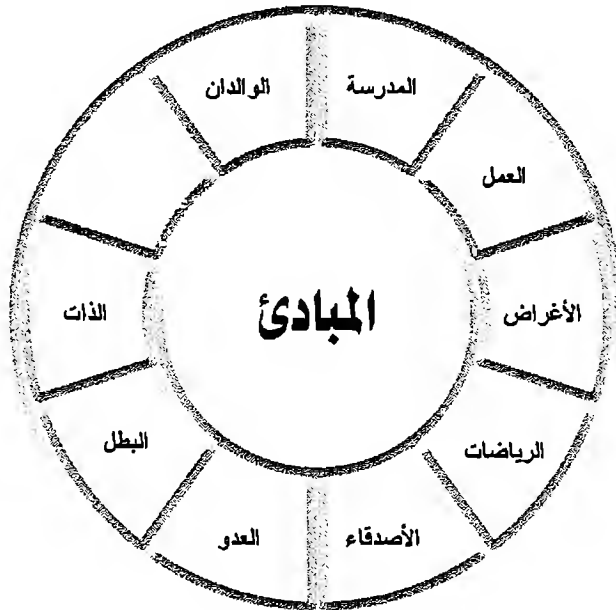 الوالدان
المدرسة
العمل
الأغراض
الرياضات
الأصدقاء
العدو
البطل
الذات
المبادئ